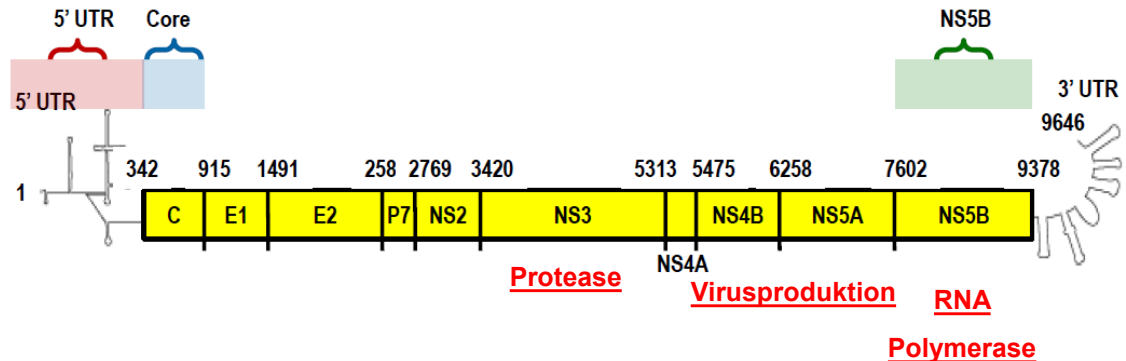 5’ UTR Core NS5B
5’ UTR 3’ UTR
9646
342 915 1491 258 2769 3420 5313 5475 6258 7602 9378
1
C E1 E2 P7 NS2 NS3 NS4B NS5A NS5B
NS4A
Protease Virusproduktion RNA
Polymerase